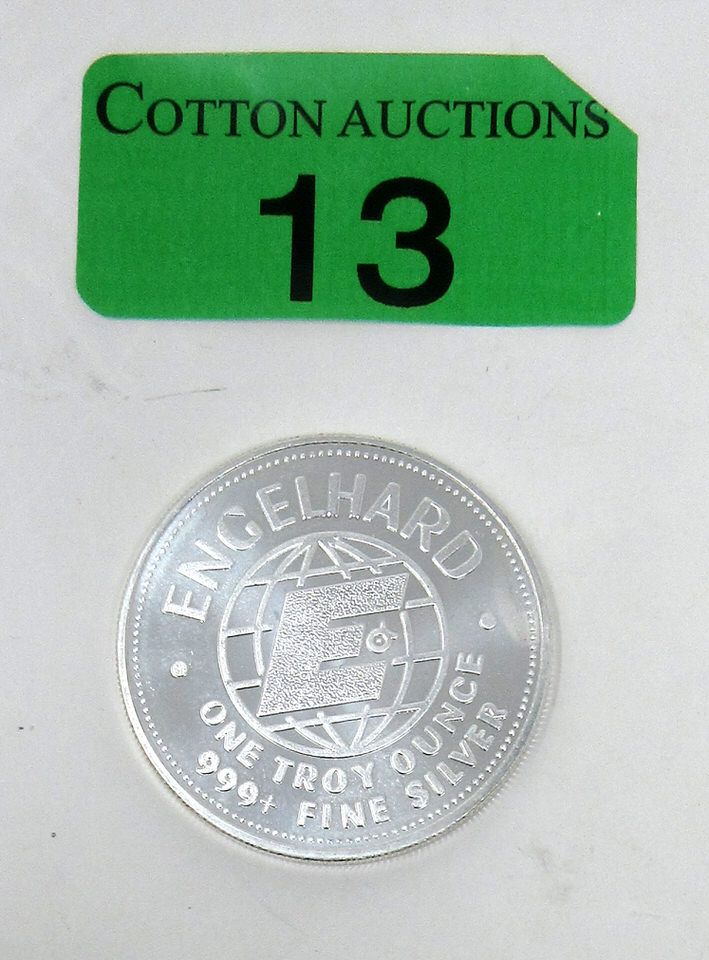 COTTON AUCTIONS
13
ENGELHARD
E
ONE TROY OUNCE
999+ FINE SILVER